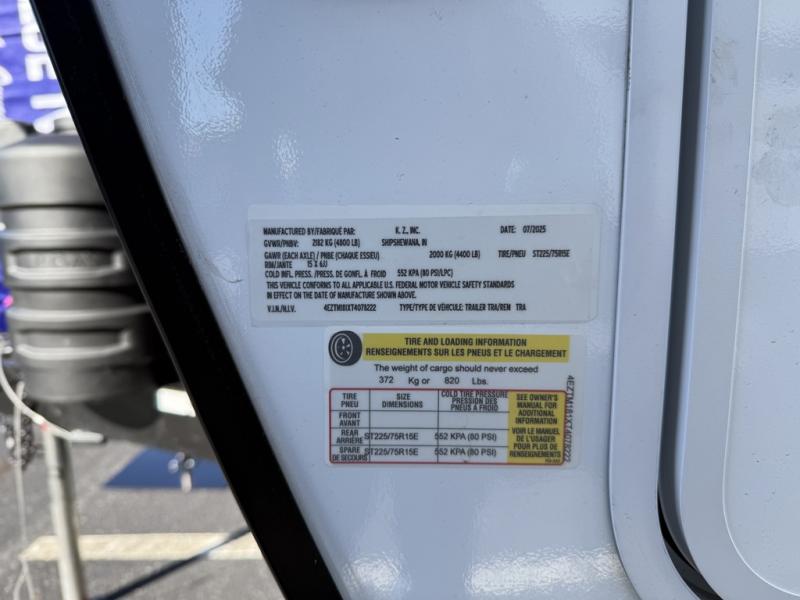 MANUFACTURED BY/FABRIQUÉ PAR: K. Z., INC. DATE: 07/2025
GVWR/PNBV: 2182 KG (4800 LB) SHIPSHEWANA, IN
GAWR (EACH AXLE) / PNBE (CHAQUE ESSIEU) 2000 KG (4400 LB) TIRE/PNEU ST225/75R15E
RIM/JANTE 15 X 6JJ
COLD INFL. PRESS. /PRESS. DE GONFL. À FROID 552 KPA (80 PSI/LPC)
THIS VEHICLE CONFORMS TO ALL APPLICABLE U.S. FEDERAL MOTOR VEHICLE SAFETY STANDARDS
IN EFFECT ON THE DATE OF MANUFACTURE SHOWN ABOVE.
V.I.N./N.I.V. TYPE/TYPE DE VÉHICULE: TRAILER TRA/REM TRA
TIRE AND LOADING INFORMATION
RENSEIGNEMENTS SUR LES PNEUS ET LE CHARGEMENT
The weight of cargo should never exceed
372 Kg or 820 Lbs.
TIRE PNEU
SIZE DIMENSIONS
COLD TIRE PRESSURE PRESSION DES PNEUS A FROID
FRONT AVANT
REAR ARRIÈRE ST225/75R15E 552 KPA (80 PSI)
SPARE DE SECOURS ST225/75R15E 552 KPA (80 PSI)
SEE OWNER'S
MANUAL FOR
ADDITIONAL
INFORMATION
VOIR LE MANUEL
DE L'USAGER
POUR PLUS DE
RENSEIGNEMENTS